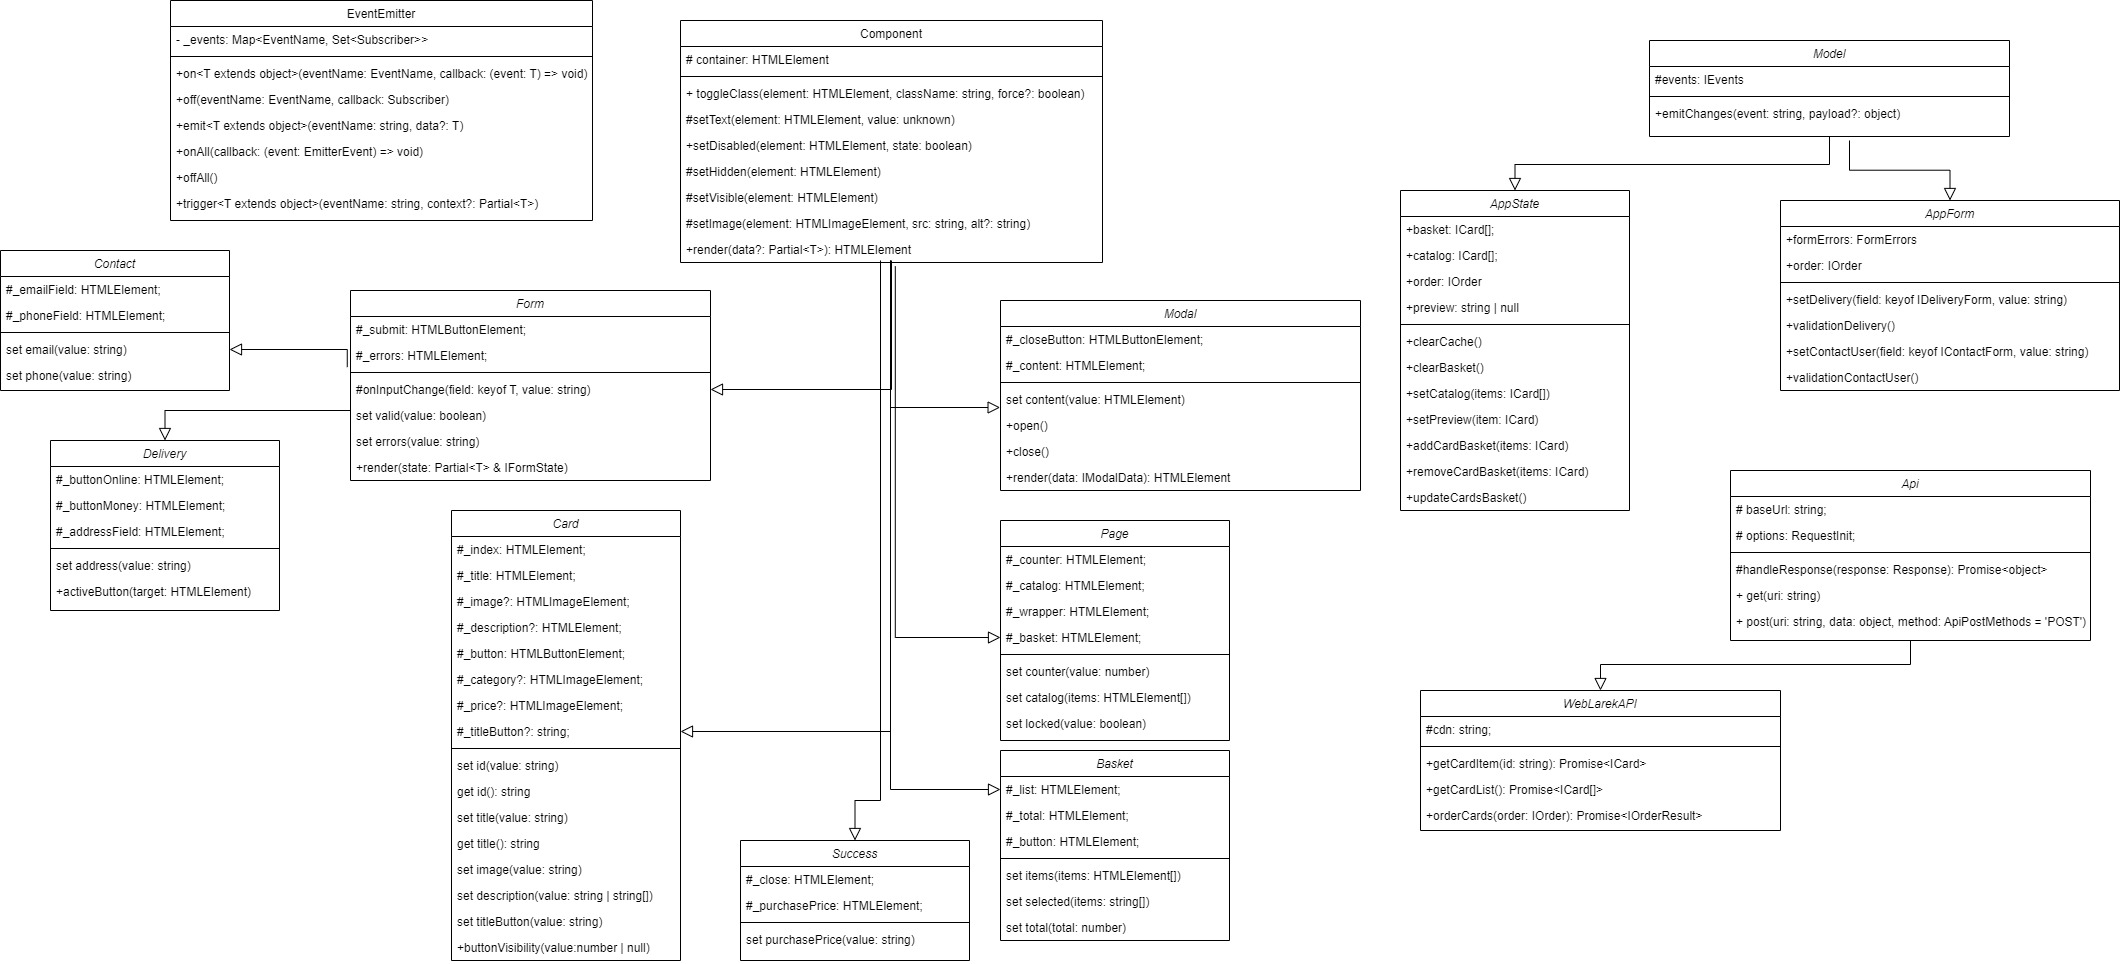 EventEmitter
- _events: Map<EventName, Set<Subscriber>>
+on<T extends object>(eventName: EventName, callback: (event: T) => void)
+off(eventName: EventName, callback: Subscriber)
+emit<T extends object>(eventName: string, data?: T)
+onAll(callback: (event: EmitterEvent) => void)
+offAll()
+trigger<T extends object>(eventName: string, context?: Partial<T>)
Component
# container: HTMLElement
+ toggleClass(element: HTMLElement, className: string, force?: boolean)
#setText(element: HTMLElement, value: unknown)
+setDisabled(element: HTMLElement, state: boolean)
#setHidden(element: HTMLElement)
#setVisible(element: HTMLElement)
#setImage(element: HTMLImageElement, src: string, alt?: string)
+render(data?: Partial<T>): HTMLElement
Model
#events: IEvents
+emitChanges(event: string, payload?: object)
AppState
+basket: ICard[];
+catalog: ICard[];
+order: IOrder
+preview: string | null
+clearCache()
+clearBasket()
+setCatalog(items: ICard[])
+setPreview(item: ICard)
+addCardBasket(items: ICard)
+removeCardBasket(items: ICard)
+updateCardsBasket()
AppForm
+formErrors: FormErrors
+order: IOrder
+setDelivery(field: keyof IDeliveryForm, value: string)
+validationDelivery()
+setContactUser(field: keyof IContactForm, value: string)
+validationContactUser()
Contact
#_emailField: HTMLElement;
#_phoneField: HTMLElement;
set email(value: string)
set phone(value: string)
Form
#_submit: HTMLButtonElement;
#_errors: HTMLElement;
#onInputChange(field: keyof T, value: string)
set valid(value: boolean)
set errors(value: string)
+render(state: Partial<T> & IFormState)
Modal
#_closeButton: HTMLButtonElement;
#_content: HTMLElement;
set content(value: HTMLElement)
+open()
+close()
+render(data: IModalData): HTMLElement
Delivery
#_buttonOnline: HTMLElement;
#_buttonMoney: HTMLElement;
#_addressField: HTMLElement;
set address(value: string)
+activeButton(target: HTMLElement)
Card
#_index: HTMLElement;
#_title: HTMLElement;
#_image?: HTMLImageElement;
#_description?: HTMLElement;
#_button: HTMLButtonElement;
#_category?: HTMLImageElement;
#_price?: HTMLImageElement;
#_titleButton?: string;
set id(value: string)
get id(): string
set title(value: string)
get title(): string
set image(value: string)
set description(value: string | string[])
set titleButton(value: string)
+buttonVisibility(value:number | null)
Page
#_counter: HTMLElement;
#_catalog: HTMLElement;
#_wrapper: HTMLElement;
#_basket: HTMLElement;
set counter(value: number)
set catalog(items: HTMLElement[])
set locked(value: boolean)
Basket
#_list: HTMLElement;
#_total: HTMLElement;
#_button: HTMLElement;
set items(items: HTMLElement[])
set selected(items: string[])
set total(total: number)
Success
#_close: HTMLElement;
#_purchasePrice: HTMLElement;
set purchasePrice(value: string)
Api
# baseUrl: string;
# options: RequestInit;
#handleResponse(response: Response): Promise<object>
+ get(uri: string)
+ post(uri: string, data: object, method: ApiPostMethods = 'POST')
WebLarekAPI
#cdn: string;
+getCardItem(id: string): Promise<ICard>
+getCardList(): Promise<ICard[]>
+orderCards(order: IOrder): Promise<IOrderResult>